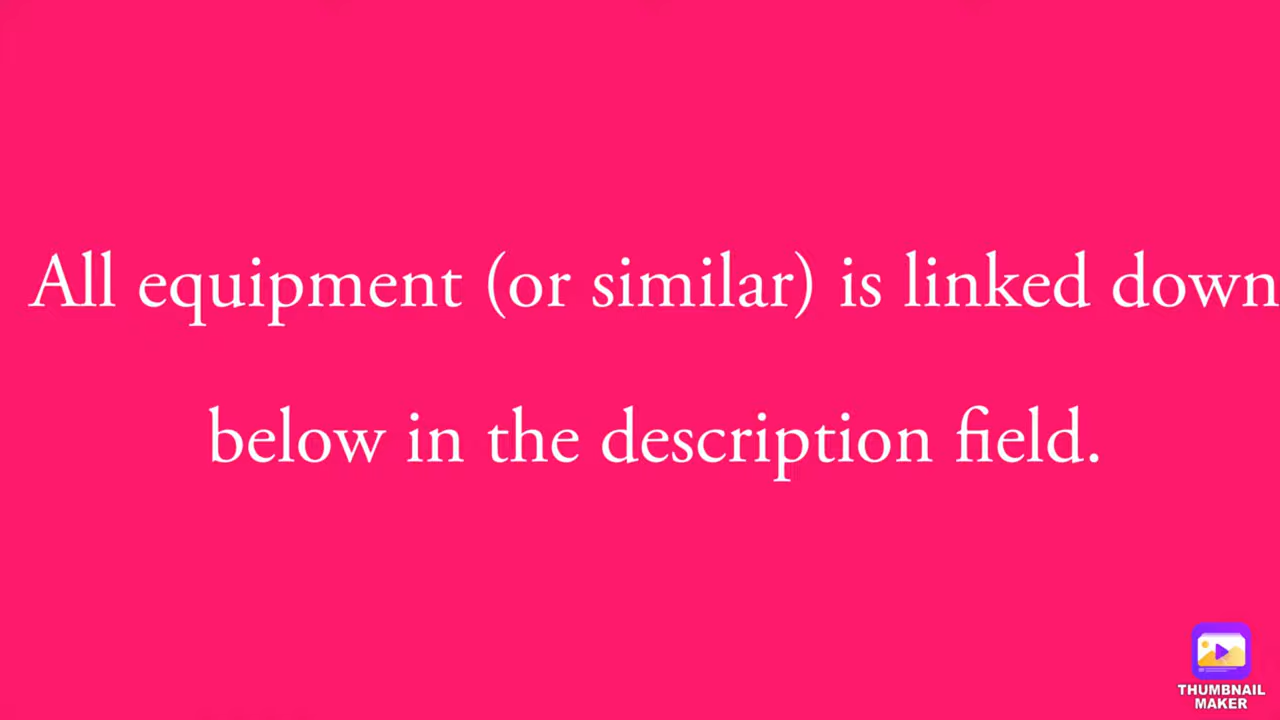 All equipment (or similar) is linked down
below in the description field.
THUMBNAIL
MAKER